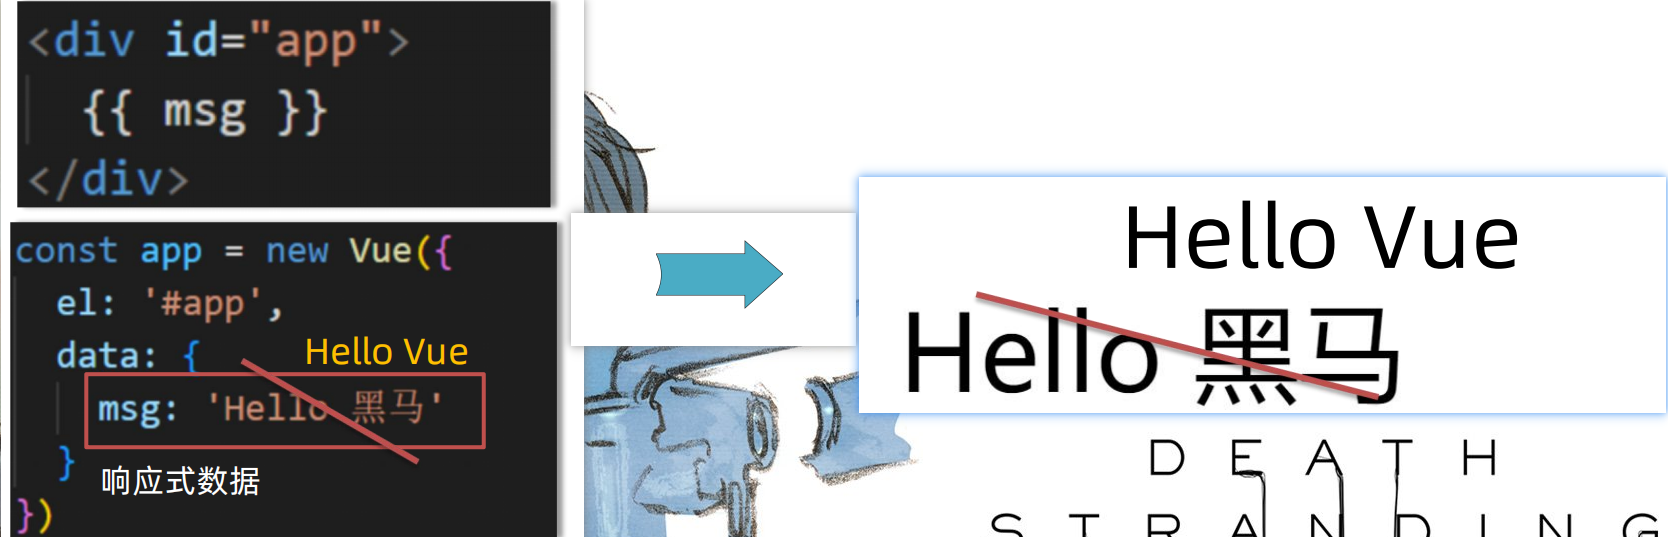 <div id="app">
{{ msg }}
</div>
const app = new Vue({
el: '#app',
data: {
Hello Vue
msg: 'Hello 黑马'
}
响应式数据
})
Hello Vue
Hello 黑马
DEATH
STRANDING